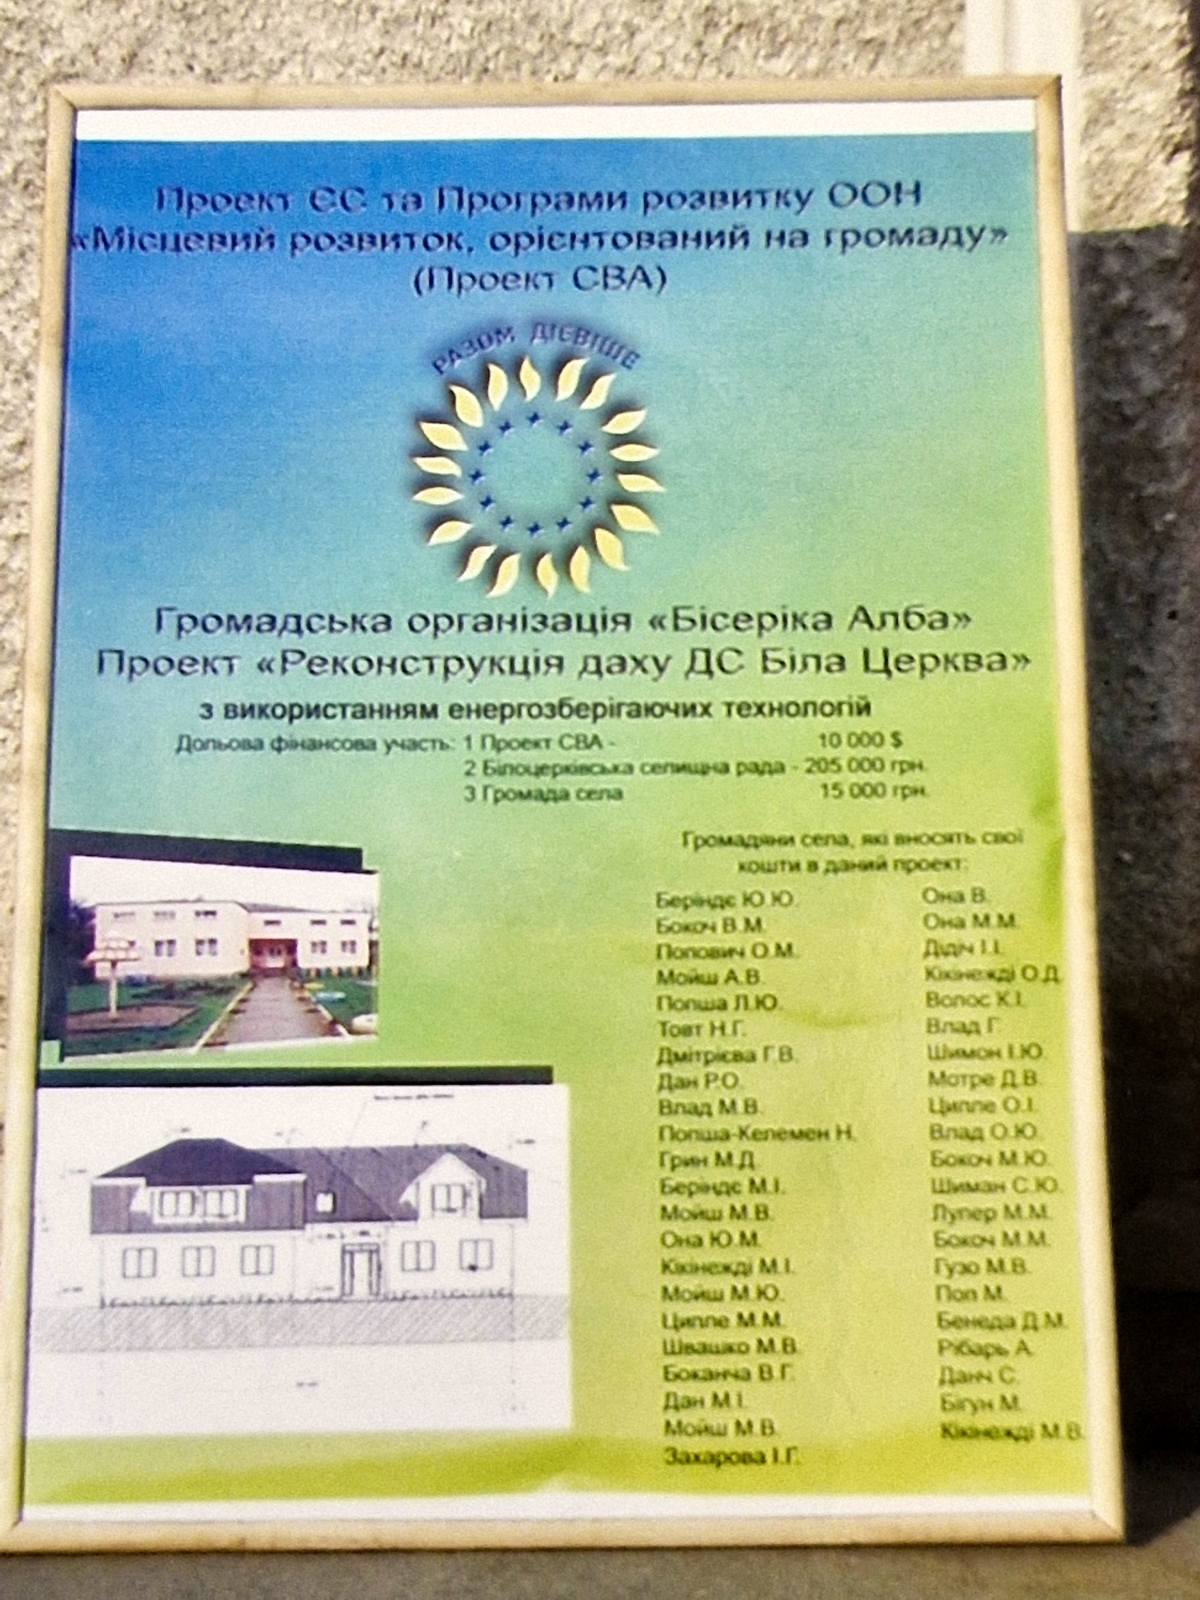 Проект ЄС та Програми розвитку ООН
«Місцевий розвиток, орієнтований на громаду»
(Проект СВА)
РАЗОМ ДІЄВІШЕ
Громадська організація «Бісеріка Алба»
Проект «Реконструкція даху ДС Біла Церква»
з використанням енергозберігаючих технологій
Дольова фінансова участь: 1 Проект СВА - 10 000 $
2 Білоцерківська селищна рада - 205 000 грн.
3 Громада села 15 000 грн.
Громадяни села, які вносять свої
кошти в даний проект:
Беріндє Ю.Ю.
Бокоч В.М.
Попович О.М.
Мойш А.В.
Попша Л.Ю.
Товт Н.Г.
Дмітрієва Г.В.
Дан Р.О.
Влад М.В.
Попша-Келемен Н.
Грин М.Д.
Беріндє М.І.
Мойш М.В.
Она Ю.М.
Кікінежді М.І.
Мойш М.Ю.
Ципле М.М.
Швашко М.В.
Боканча В.Г.
Дан М.І.
Мойш М.В.
Захарова І.Г.
Она В.
Она М.М.
Дідіч І.І.
Кікінежді О.Д.
Волос К.І.
Влад Г.
Шимон І.Ю.
Мотре Д.В.
Ципле О.І.
Влад О.Ю.
Бокоч М.Ю.
Шиман С.Ю.
Лупер М.М.
Бокоч М.М.
Гузо М.В.
Поп М.
Бенеда Д.М.
Рібарь А.
Данч С.
Бігун М.
Кікінежді М.В.